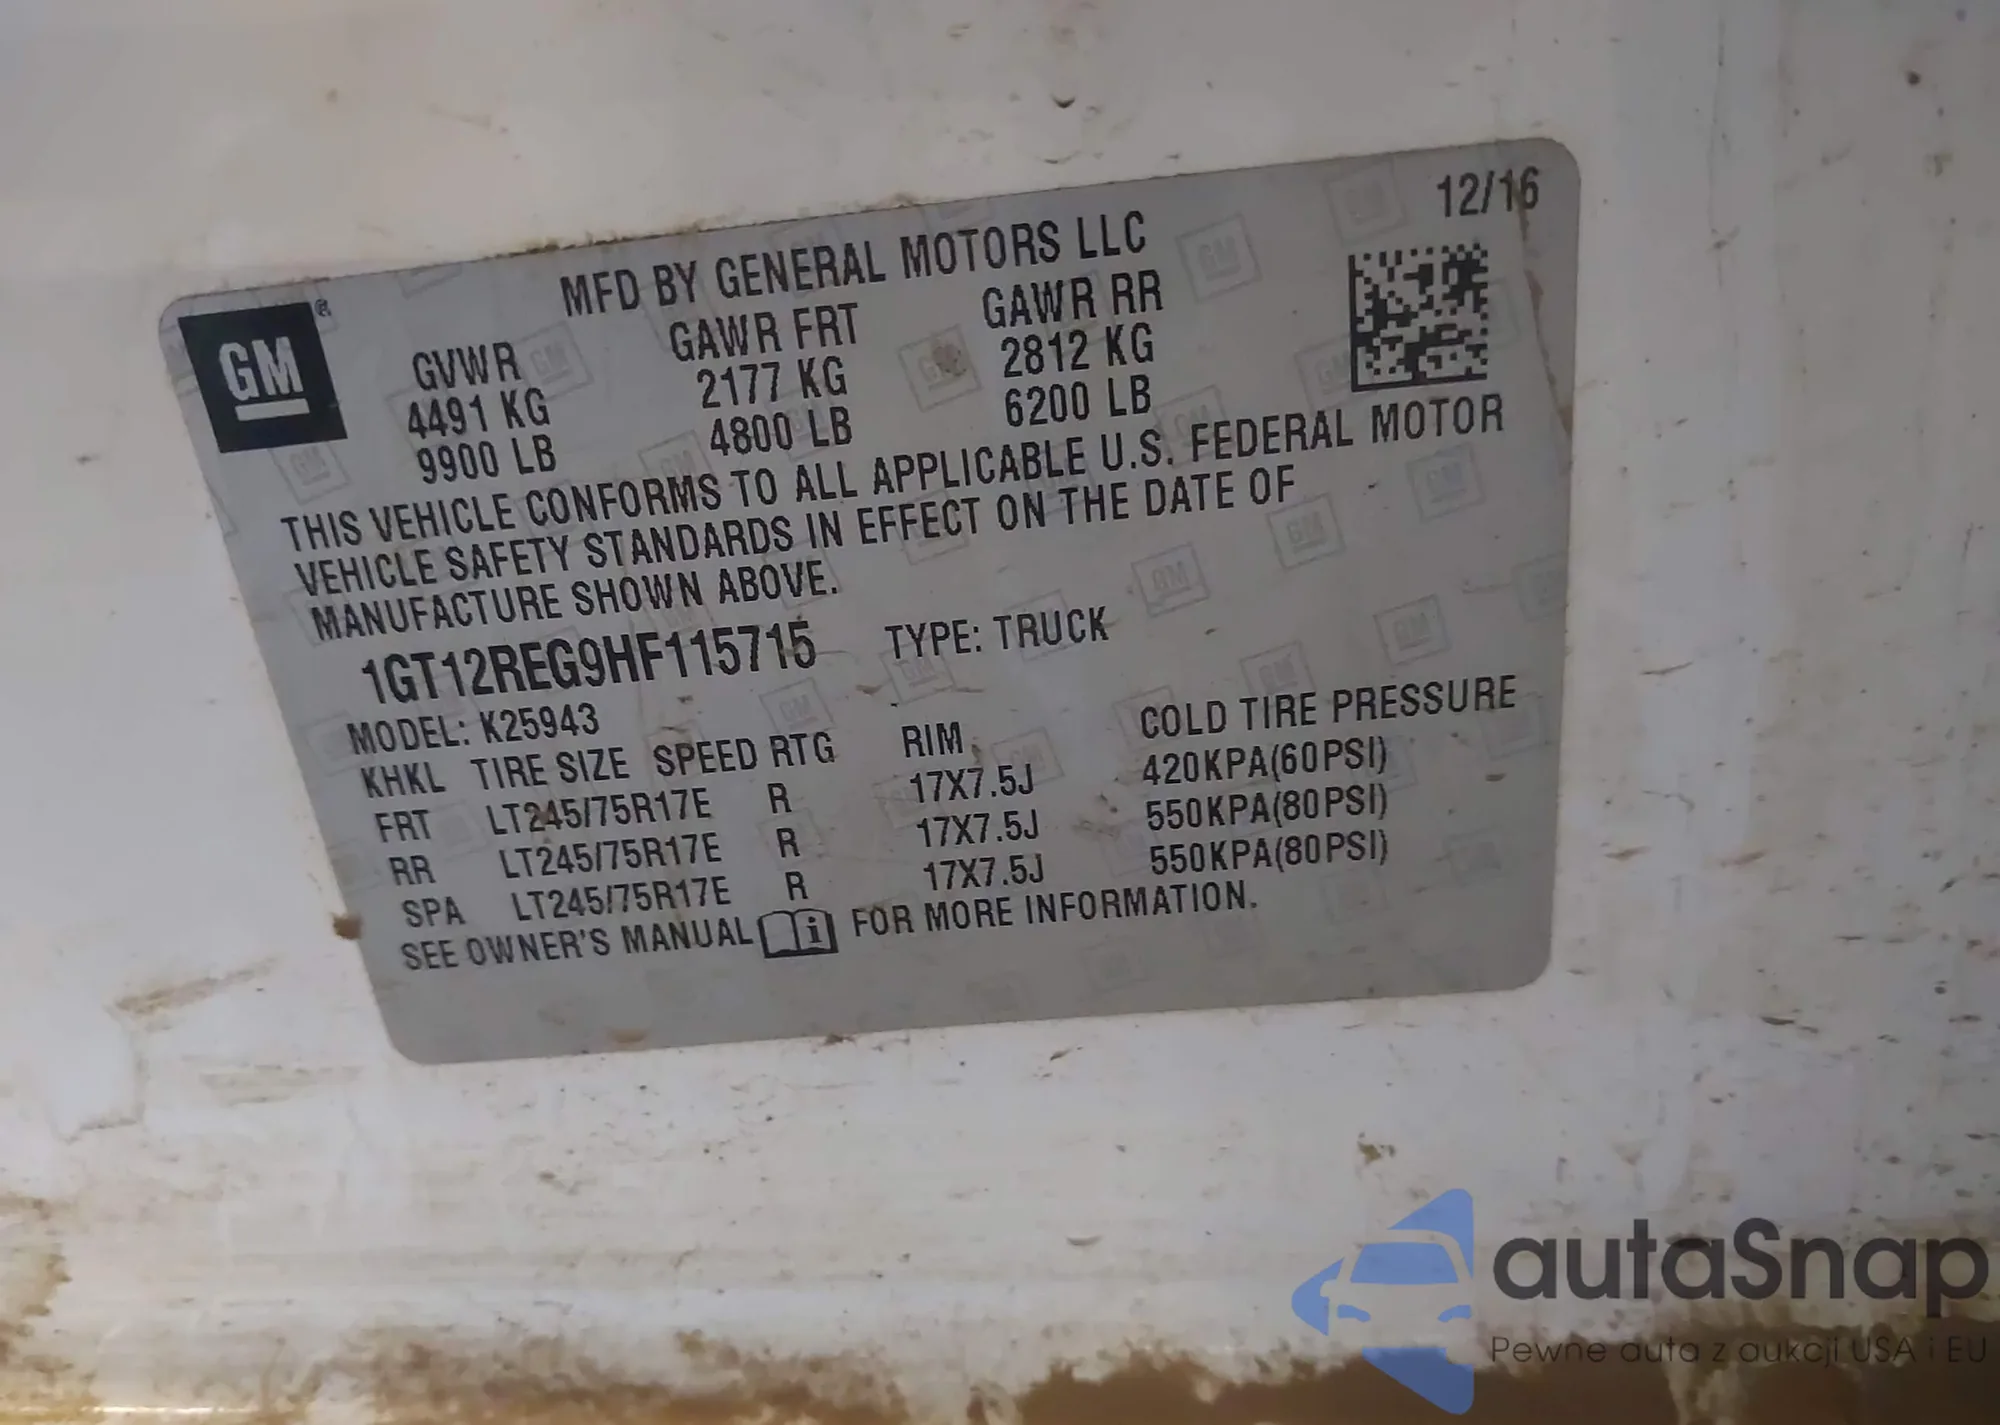 12/16
MFD BY GENERAL MOTORS LLC
GM®
GVWR GAWR FRT GAWR RR
4491 KG 2177 KG 2812 KG
9900 LB 4800 LB 6200 LB
THIS VEHICLE CONFORMS TO ALL APPLICABLE U.S. FEDERAL MOTOR
VEHICLE SAFETY STANDARDS IN EFFECT ON THE DATE OF
MANUFACTURE SHOWN ABOVE.
1GT12REG9HF115715 TYPE: TRUCK
MODEL: K25943
KHKL TIRE SIZE SPEED RTG RIM COLD TIRE PRESSURE
FRT LT245/75R17E R 17X7.5J 420KPA(60PSI)
RR LT245/75R17E R 17X7.5J 550KPA(80PSI)
SPA LT245/75R17E R 17X7.5J 550KPA(80PSI)
SEE OWNER'S MANUAL i FOR MORE INFORMATION.
autaSnap
Pewne auta z aukcji USA i EU